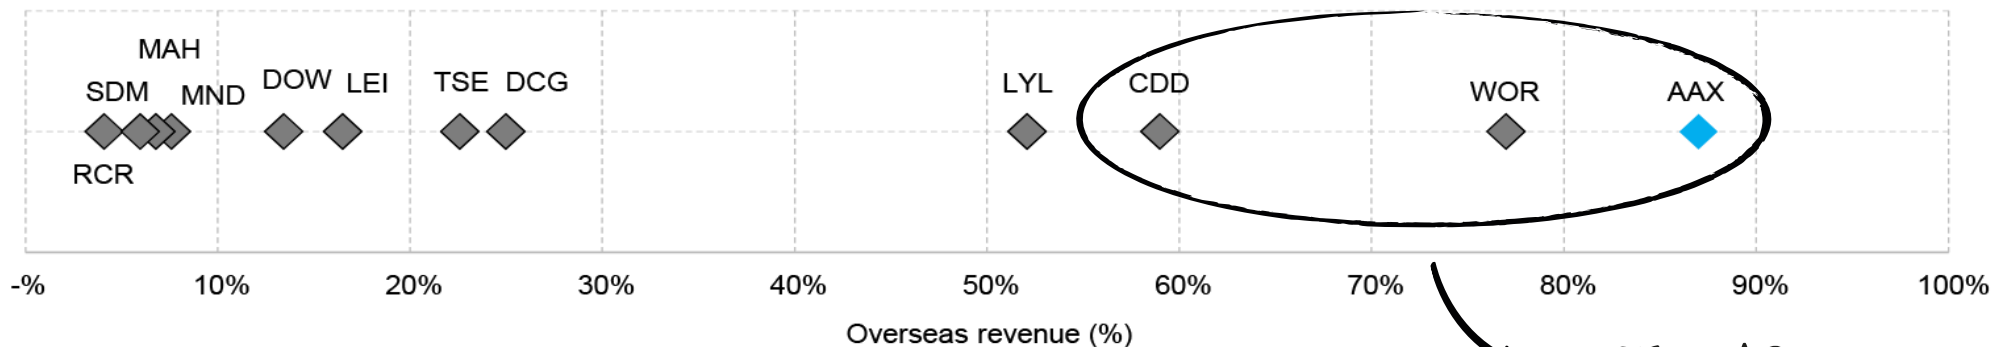 MAH
SDM MND DOW LEI TSE DCG LYL CDD WOR AAX
RCR
-% 10% 20% 30% 40% 50% 60% 70% 80% 90% 100%
Overseas revenue (%)